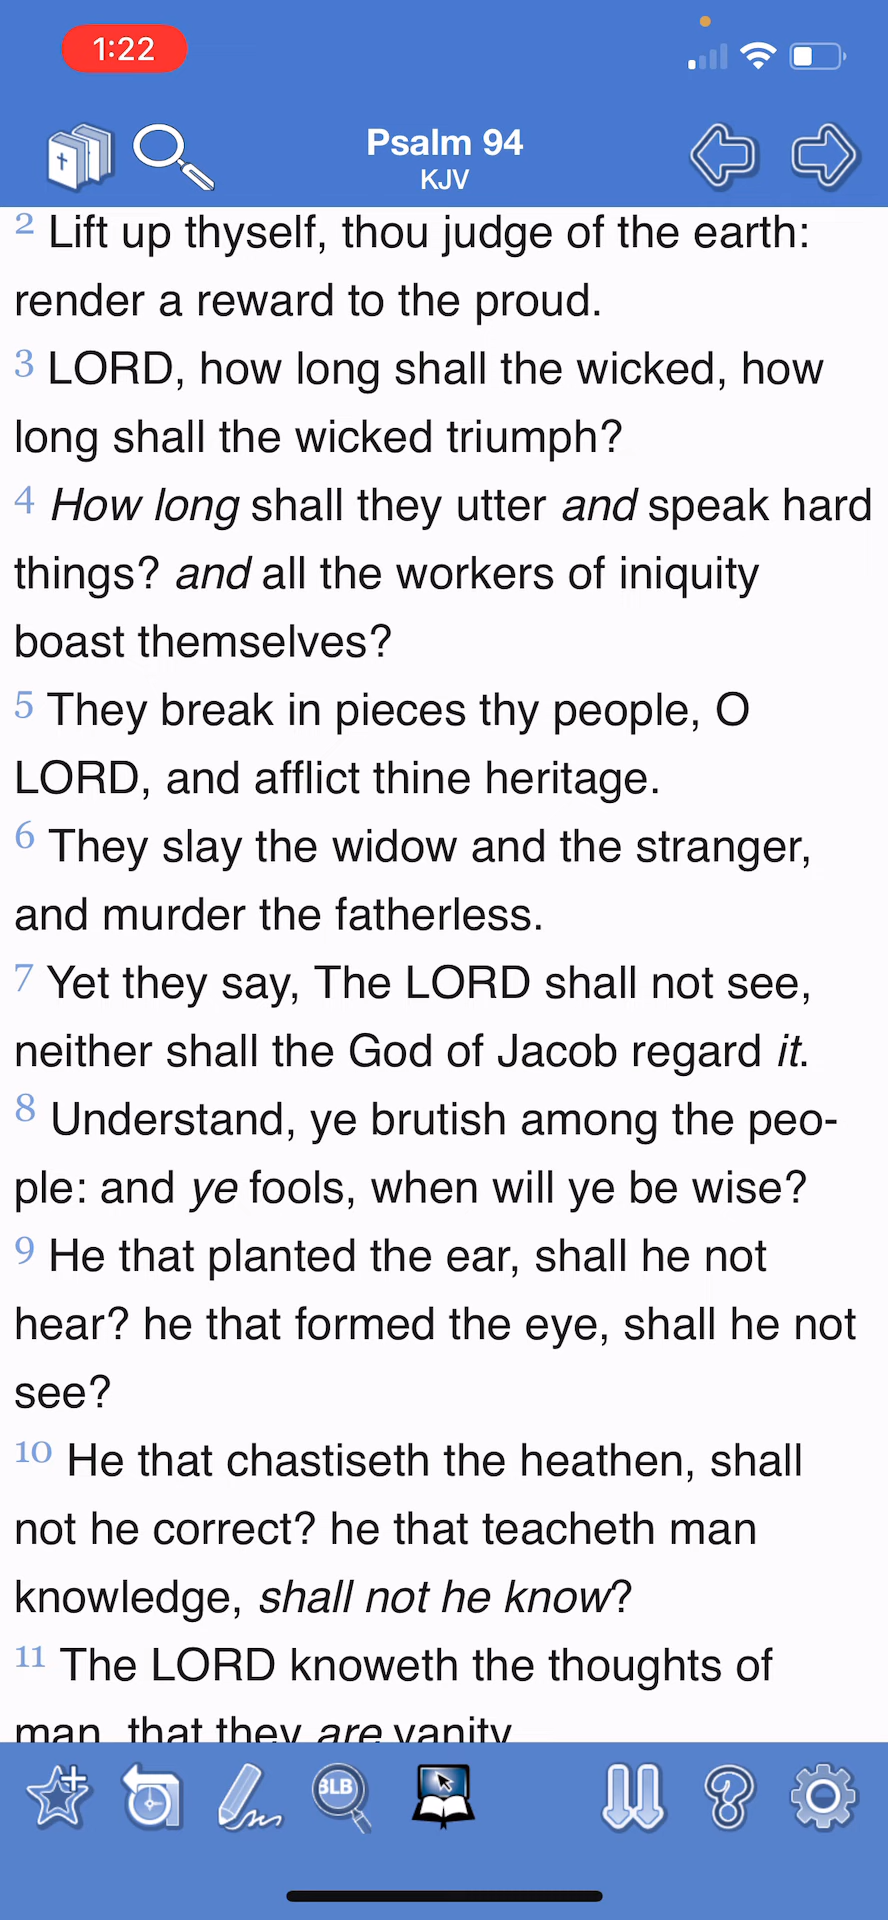 1:22
Psalm 94
KJV
2 Lift up thyself, thou judge of the earth:
render a reward to the proud.
3 LORD, how long shall the wicked, how
long shall the wicked triumph?
4 How long shall they utter and speak hard
things? and all the workers of iniquity
boast themselves?
5 They break in pieces thy people, O
LORD, and afflict thine heritage.
6 They slay the widow and the stranger,
and murder the fatherless.
7 Yet they say, The LORD shall not see,
neither shall the God of Jacob regard it.
8 Understand, ye brutish among the peo-
ple: and ye fools, when will ye be wise?
9 He that planted the ear, shall he not
hear? he that formed the eye, shall he not
see?
10 He that chastiseth the heathen, shall
not he correct? he that teacheth man
knowledge, shall not he know?
11 The LORD knoweth the thoughts of
man, that they are vanity
BLB